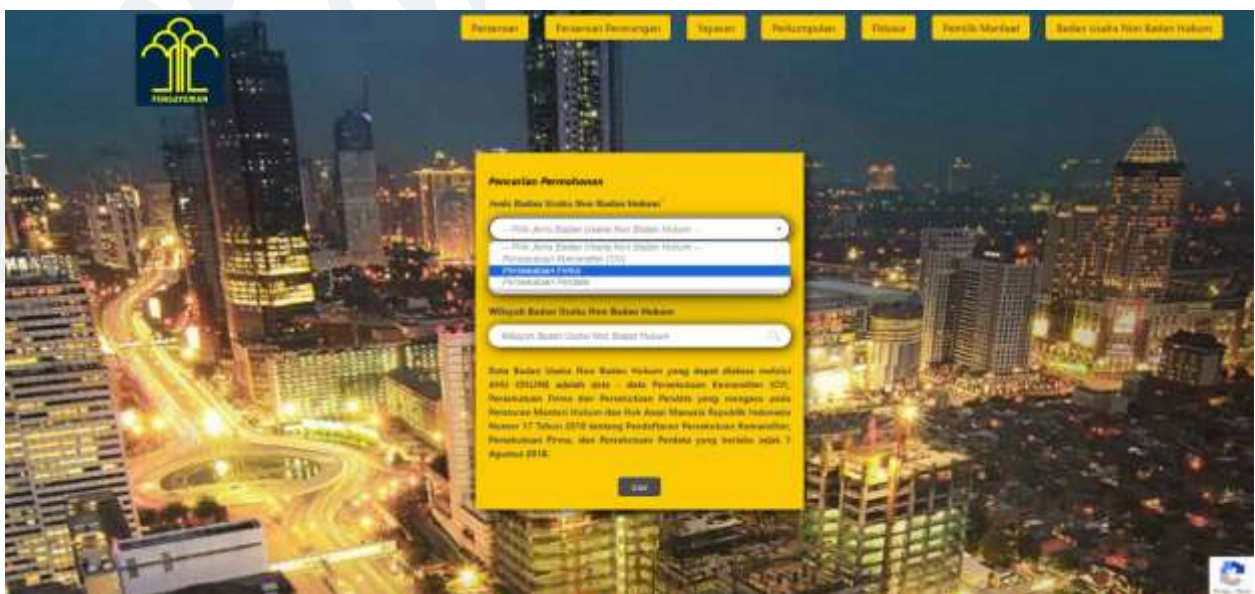 Perseroan
Perseroan Perorangan
Yayasan
Perkumpulan
Fidusia
Pemilik Manfaat
Badan Usaha Non Badan Hukum
PENGAYOMAN
Pencarian Permohonan
Jenis Badan Usaha Non Badan Hukum*
-- Pilih Jenis Badan Usaha Non Badan Hukum --
-- Pilih Jenis Badan Usaha Non Badan Hukum --
Persekutuan Komanditer (CV)
Persekutuan Firma
Persekutuan Perdata
Wilayah Badan Usaha Non Badan Hukum
Wilayah Badan Usaha Non Badan Hukum
Data Badan Usaha Non Badan Hukum yang dapat diakses melalui
AHU ONLINE adalah data - data Persekutuan Komanditer (CV),
Persekutuan Firma dan Persekutuan Perdata yang mengacu pada
Peraturan Menteri Hukum dan Hak Asasi Manusia Republik Indonesia
Nomor 17 Tahun 2018 tentang Pendaftaran Persekutuan Komanditer,
Persekutuan Firma, dan Persekutuan Perdata yang berlaku sejak 1
Agustus 2018.
Cari